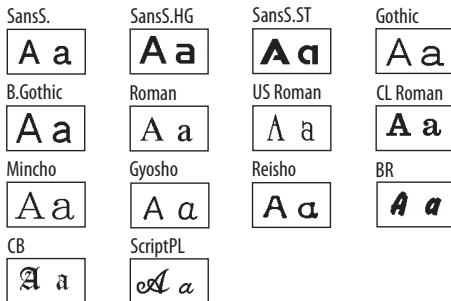 SansS. SansS.HG SansS.ST Gothic
A a A a A a A a
B.Gothic Roman US Roman CL Roman
A a A a A a A a
Mincho Gyosho Reisho BR
A a A a A a A a
CB ScriptPL
A a A a